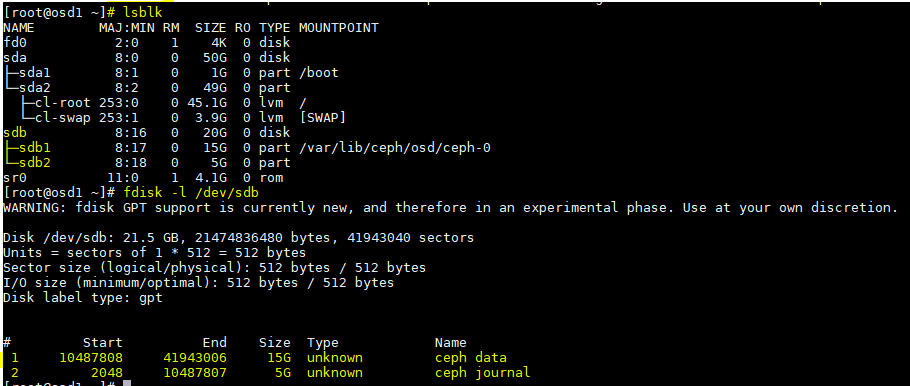 [root@osd1 ~]# lsblk
NAME MAJ:MIN RM SIZE RO TYPE MOUNTPOINT
fd0 2:0 1 4K 0 disk
sda 8:0 0 50G 0 disk
├─sda1 8:1 0 1G 0 part /boot
└─sda2 8:2 0 49G 0 part
├─cl-root 253:0 0 45.1G 0 lvm /
└─cl-swap 253:1 0 3.9G 0 lvm [SWAP]
sdb 8:16 0 20G 0 disk
├─sdb1 8:17 0 15G 0 part /var/lib/ceph/osd/ceph-0
└─sdb2 8:18 0 5G 0 part
sr0 11:0 1 4.1G 0 rom
[root@osd1 ~]# fdisk -l /dev/sdb
WARNING: fdisk GPT support is currently new, and therefore in an experimental phase. Use at your own discretion.
Disk /dev/sdb: 21.5 GB, 21474836480 bytes, 41943040 sectors
Units = sectors of 1 * 512 = 512 bytes
Sector size (logical/physical): 512 bytes / 512 bytes
I/O size (minimum/optimal): 512 bytes / 512 bytes
Disk label type: gpt
# Start End Size Type Name
1 10487808 41943006 15G unknown ceph data
2 2048 10487807 5G unknown ceph journal
[root@osd1 ~]#